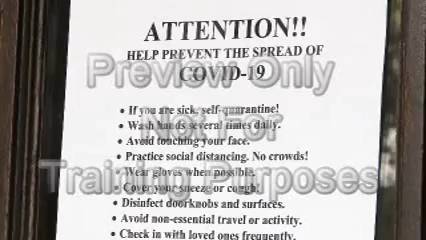 ATTENTION!!
HELP PREVENT THE SPREAD OF
COVID-19
Preview Only
• If you are sick, self-quarantine!
• Wash hands several times daily.
Not For
• Avoid touching your face.
• Practice social distancing. No crowds!
• Wear gloves when possible.
Training Purposes
• Cover your sneeze or cough!
• Disinfect doorknobs and surfaces.
• Avoid non-essential travel or activity.
• Check in with loved ones frequently.